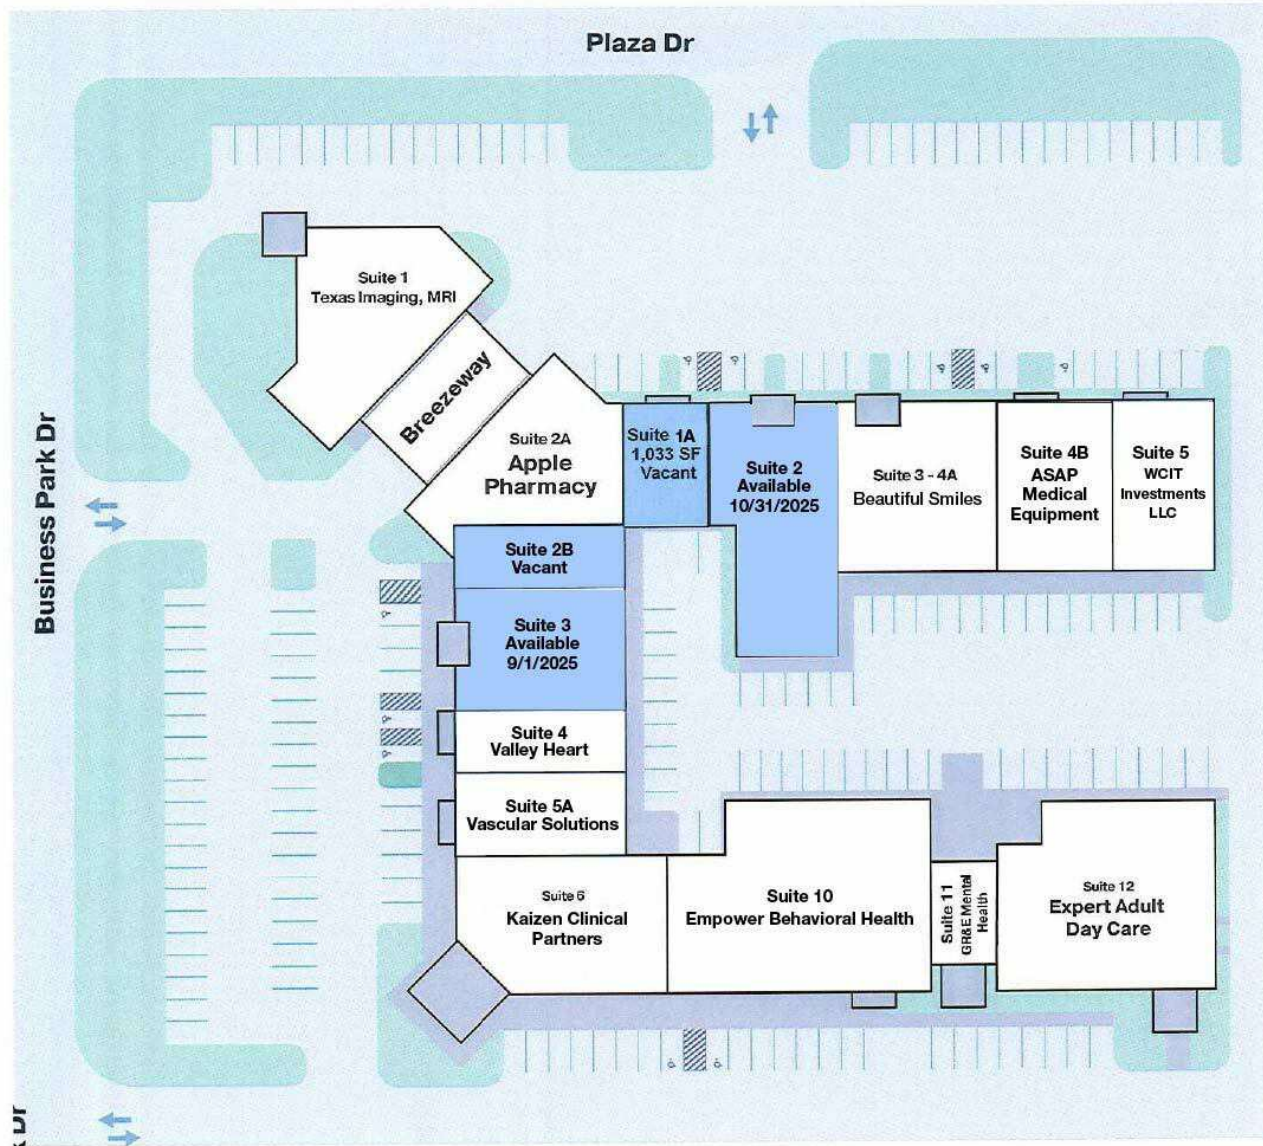 Plaza Dr
Suite 1
Texas Imaging, MRI
Breezeway
Suite 2A
Apple
Pharmacy
Suite 1A
1,033 SF
Vacant
Suite 2
Available
10/31/2025
Suite 3 - 4A
Beautiful Smiles
Suite 4B
ASAP
Medical
Equipment
Suite 5
WCIT
Investments
LLC
Business Park Dr
Suite 2B
Vacant
Suite 3
Available
9/1/2025
Suite 4
Valley Heart
Suite 5A
Vascular Solutions
Suite 6
Kaizen Clinical
Partners
Suite 10
Empower Behavioral Health
Suite 11
GR&E Mental
Health
Suite 12
Expert Adult
Day Care
Dr